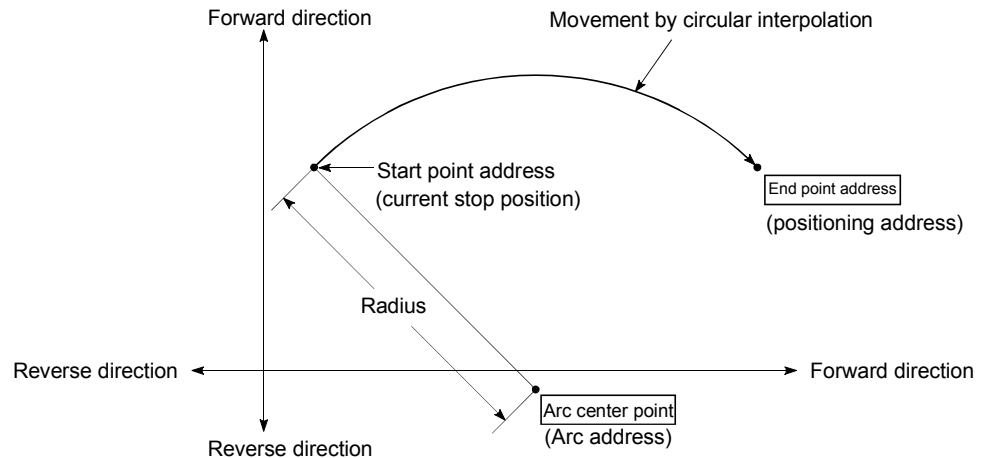 Forward direction
Movement by circular interpolation
Start point address
(current stop position)
End point address
(positioning address)
Radius
Reverse direction
Forward direction
Arc center point
(Arc address)
Reverse direction